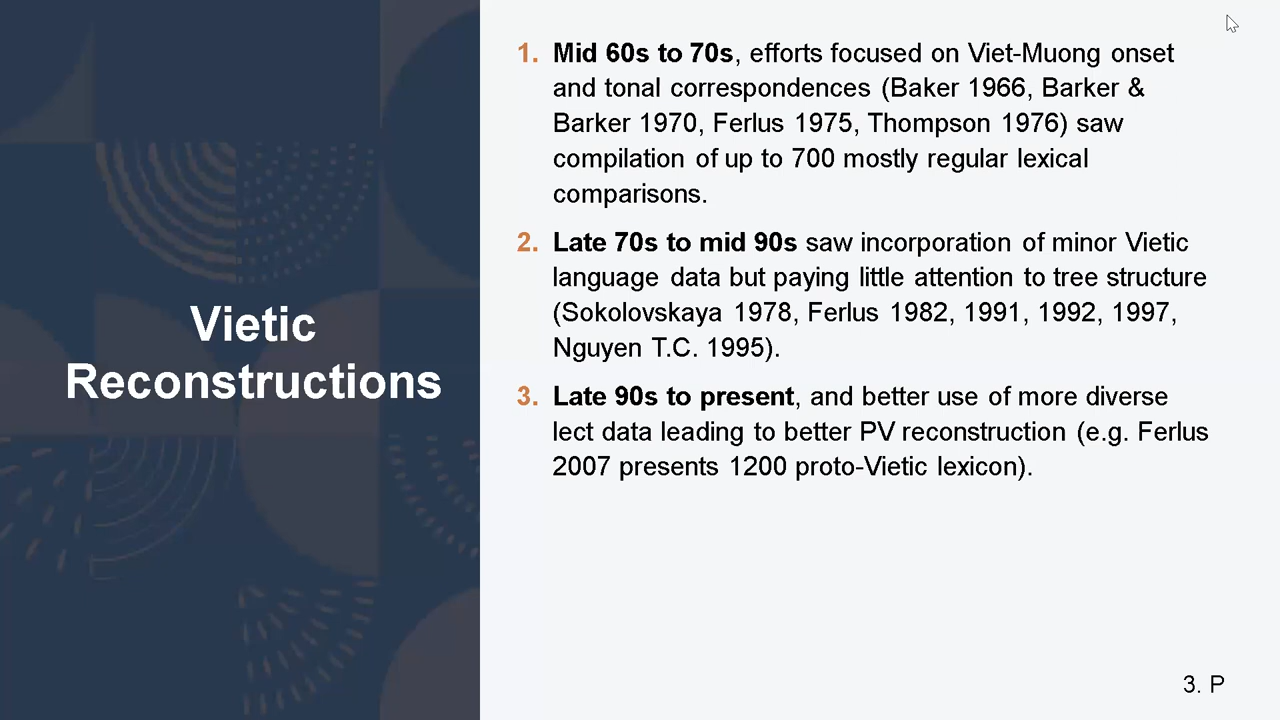 Vietic
Reconstructions
1. Mid 60s to 70s, efforts focused on Viet-Muong onset
and tonal correspondences (Baker 1966, Barker &
Barker 1970, Ferlus 1975, Thompson 1976) saw
compilation of up to 700 mostly regular lexical
comparisons.
2. Late 70s to mid 90s saw incorporation of minor Vietic
language data but paying little attention to tree structure
(Sokolovskaya 1978, Ferlus 1982, 1991, 1992, 1997,
Nguyen T.C. 1995).
3. Late 90s to present, and better use of more diverse
lect data leading to better PV reconstruction (e.g. Ferlus
2007 presents 1200 proto-Vietic lexicon).
3. P